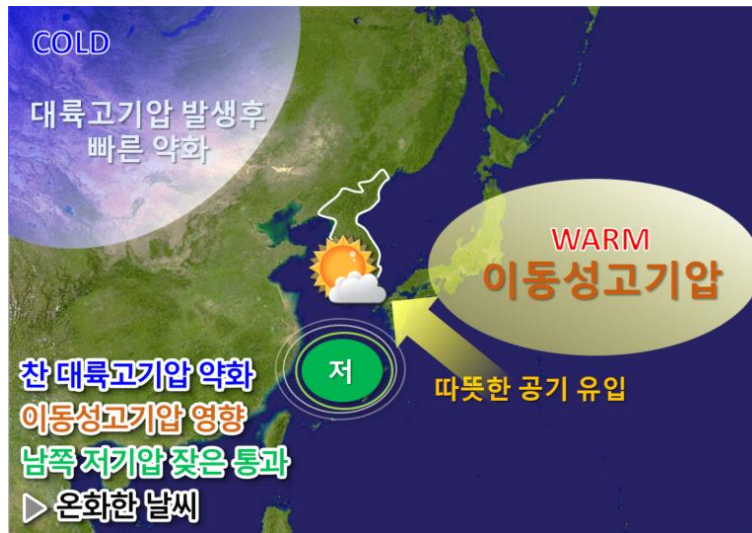 COLD
대륙고기압 발생후
빠른 약화
WARM
이동성고기압
저
따뜻한 공기 유입
찬 대륙고기압 약화
이동성고기압 영향
남쪽 저기압 잦은 통과
▶ 온화한 날씨